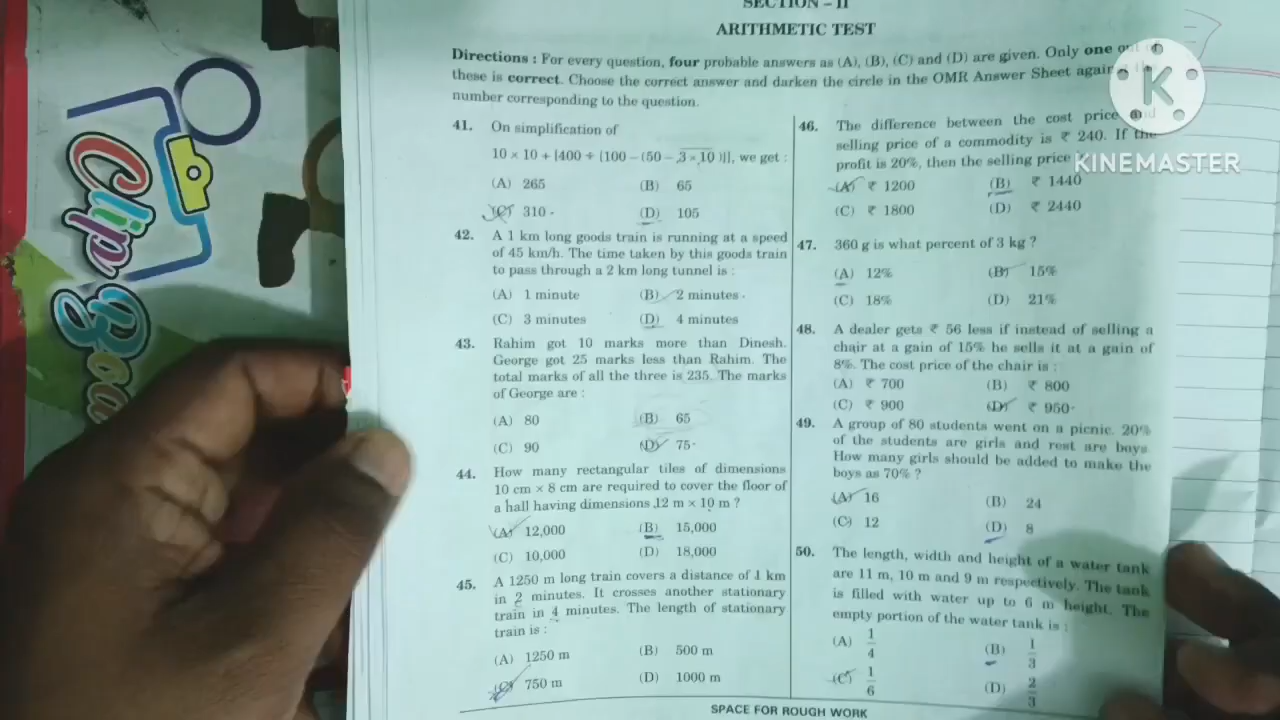 SECTION – II
ARITHMETIC TEST
Directions : For every question, four probable answers as (A), (B), (C) and (D) are given. Only one out of
these is correct. Choose the correct answer and darken the circle in the OMR Answer Sheet against the
number corresponding to the question.
41. On simplification of
10 × 10 + [400 ÷ {100 – (50 – 3 × 10)}], we get :
(A) 265 (B) 65
(C) 310 (D) 105
42. A 1 km long goods train is running at a speed
of 45 km/h. The time taken by this goods train
to pass through a 2 km long tunnel is :
(A) 1 minute (B) 2 minutes
(C) 3 minutes (D) 4 minutes
43. Rahim got 10 marks more than Dinesh.
George got 25 marks less than Rahim. The
total marks of all the three is 235. The marks
of George are :
(A) 80 (B) 65
(C) 90 (D) 75
44. How many rectangular tiles of dimensions
10 cm × 8 cm are required to cover the floor of
a hall having dimensions 12 m × 10 m ?
(A) 12,000 (B) 15,000
(C) 10,000 (D) 18,000
45. A 1250 m long train covers a distance of 1 km
in 2 minutes. It crosses another stationary
train in 4 minutes. The length of stationary
train is :
(A) 1250 m (B) 500 m
(C) 750 m (D) 1000 m
46. The difference between the cost price and
selling price of a commodity is ₹ 240. If the
profit is 20%, then the selling price
(A) ₹ 1200 (B) ₹ 1440
(C) ₹ 1800 (D) ₹ 2440
47. 360 g is what percent of 3 kg ?
(A) 12% (B) 15%
(C) 18% (D) 21%
48. A dealer gets ₹ 56 less if instead of selling a
chair at a gain of 15% he sells it at a gain of
8%. The cost price of the chair is :
(A) ₹ 700 (B) ₹ 800
(C) ₹ 900 (D) ₹ 950
49. A group of 80 students went on a picnic. 20%
of the students are girls and rest are boys.
How many girls should be added to make the
boys as 70% ?
(A) 16 (B) 24
(C) 12 (D) 8
50. The length, width and height of a water tank
are 11 m, 10 m and 9 m respectively. The tank
is filled with water up to 6 m height. The
empty portion of the water tank is :
(A) 1/4 (B) 1/3
(C) 1/6 (D) 2/3
SPACE FOR ROUGH WORK
Clip
Boa
K
KINEMASTER